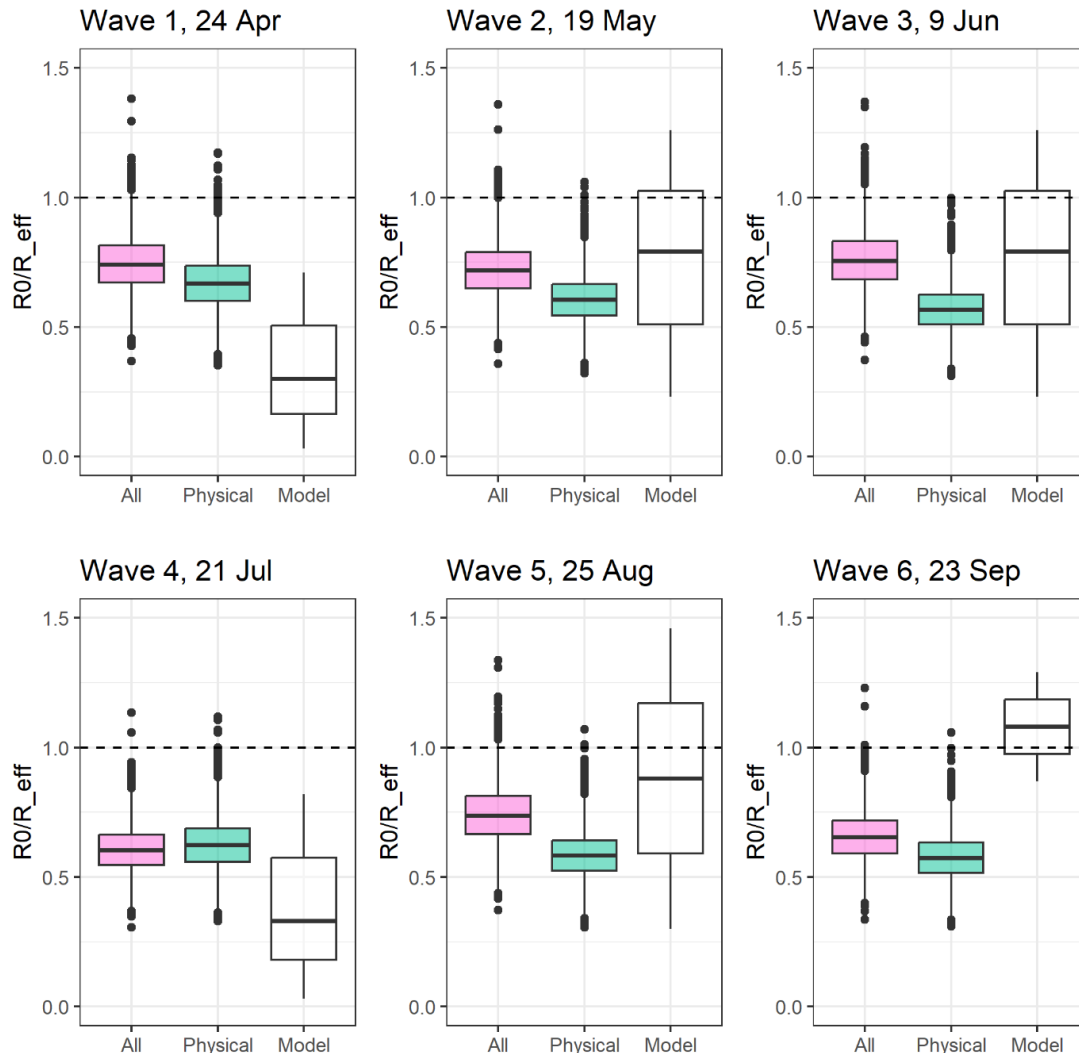 Wave 1, 24 Apr
Wave 2, 19 May
Wave 3, 9 Jun
R0/R_eff
1.5
1.0
0.5
0.0
All Physical Model
R0/R_eff
1.5
1.0
0.5
0.0
All Physical Model
R0/R_eff
1.5
1.0
0.5
0.0
All Physical Model
Wave 4, 21 Jul
Wave 5, 25 Aug
Wave 6, 23 Sep
R0/R_eff
1.5
1.0
0.5
0.0
All Physical Model
R0/R_eff
1.5
1.0
0.5
0.0
All Physical Model
R0/R_eff
1.5
1.0
0.5
0.0
All Physical Model